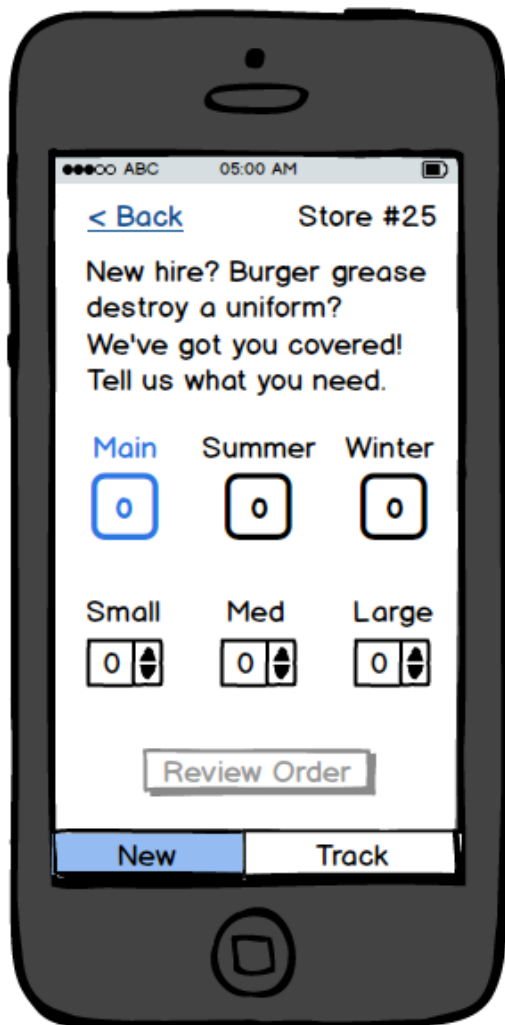 ABC 05:00 AM
< Back Store #25
New hire? Burger grease
destroy a uniform?
We've got you covered!
Tell us what you need.
Main Summer Winter
0 0 0
Small Med Large
0 0 0
Review Order
New Track